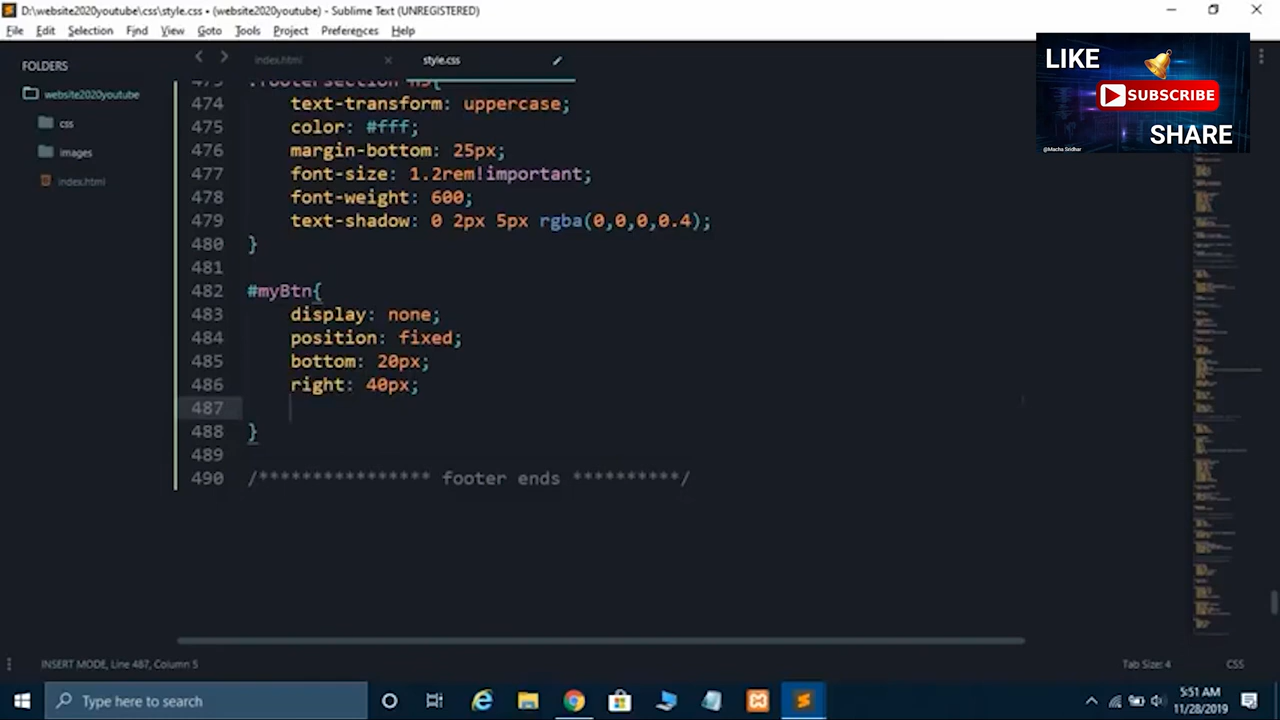 D:\website2020youtube\css\style.css • (website2020youtube) - Sublime Text (UNREGISTERED)
File Edit Selection Find View Goto Tools Project Preferences Help
FOLDERS
website2020youtube
css
images
index.html
index.html
style.css
474 text-transform: uppercase;
475 color: #fff;
476 margin-bottom: 25px;
477 font-size: 1.2rem!important;
478 font-weight: 600;
479 text-shadow: 0 2px 5px rgba(0,0,0,0.4);
480 }
481
482 #myBtn{
483 display: none;
484 position: fixed;
485 bottom: 20px;
486 right: 40px;
487
488 }
489
490 /**************** footer ends **********/
LIKE
SUBSCRIBE
SHARE
@Macha Sridhar
INSERT MODE, Line 487, Column 5
Tab Size: 4
CSS
Type here to search
5:51 AM
11/28/2019